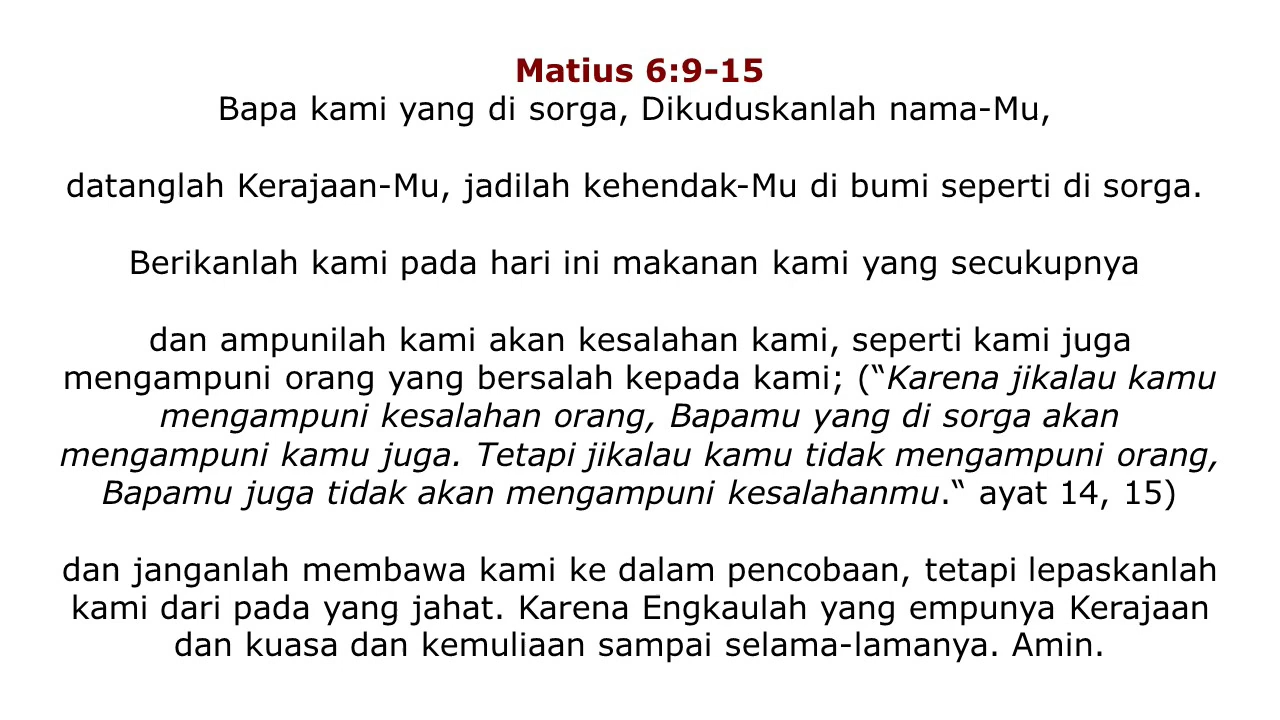 Matius 6:9-15
Bapa kami yang di sorga, Dikuduskanlah nama-Mu,
datanglah Kerajaan-Mu, jadilah kehendak-Mu di bumi seperti di sorga.
Berikanlah kami pada hari ini makanan kami yang secukupnya
dan ampunilah kami akan kesalahan kami, seperti kami juga
mengampuni orang yang bersalah kepada kami; (‟Karena jikalau kamu
mengampuni kesalahan orang, Bapamu yang di sorga akan
mengampuni kamu juga. Tetapi jikalau kamu tidak mengampuni orang,
Bapamu juga tidak akan mengampuni kesalahanmu.‟ ayat 14, 15)
dan janganlah membawa kami ke dalam pencobaan, tetapi lepaskanlah
kami dari pada yang jahat. Karena Engkaulah yang empunya Kerajaan
dan kuasa dan kemuliaan sampai selama-lamanya. Amin.